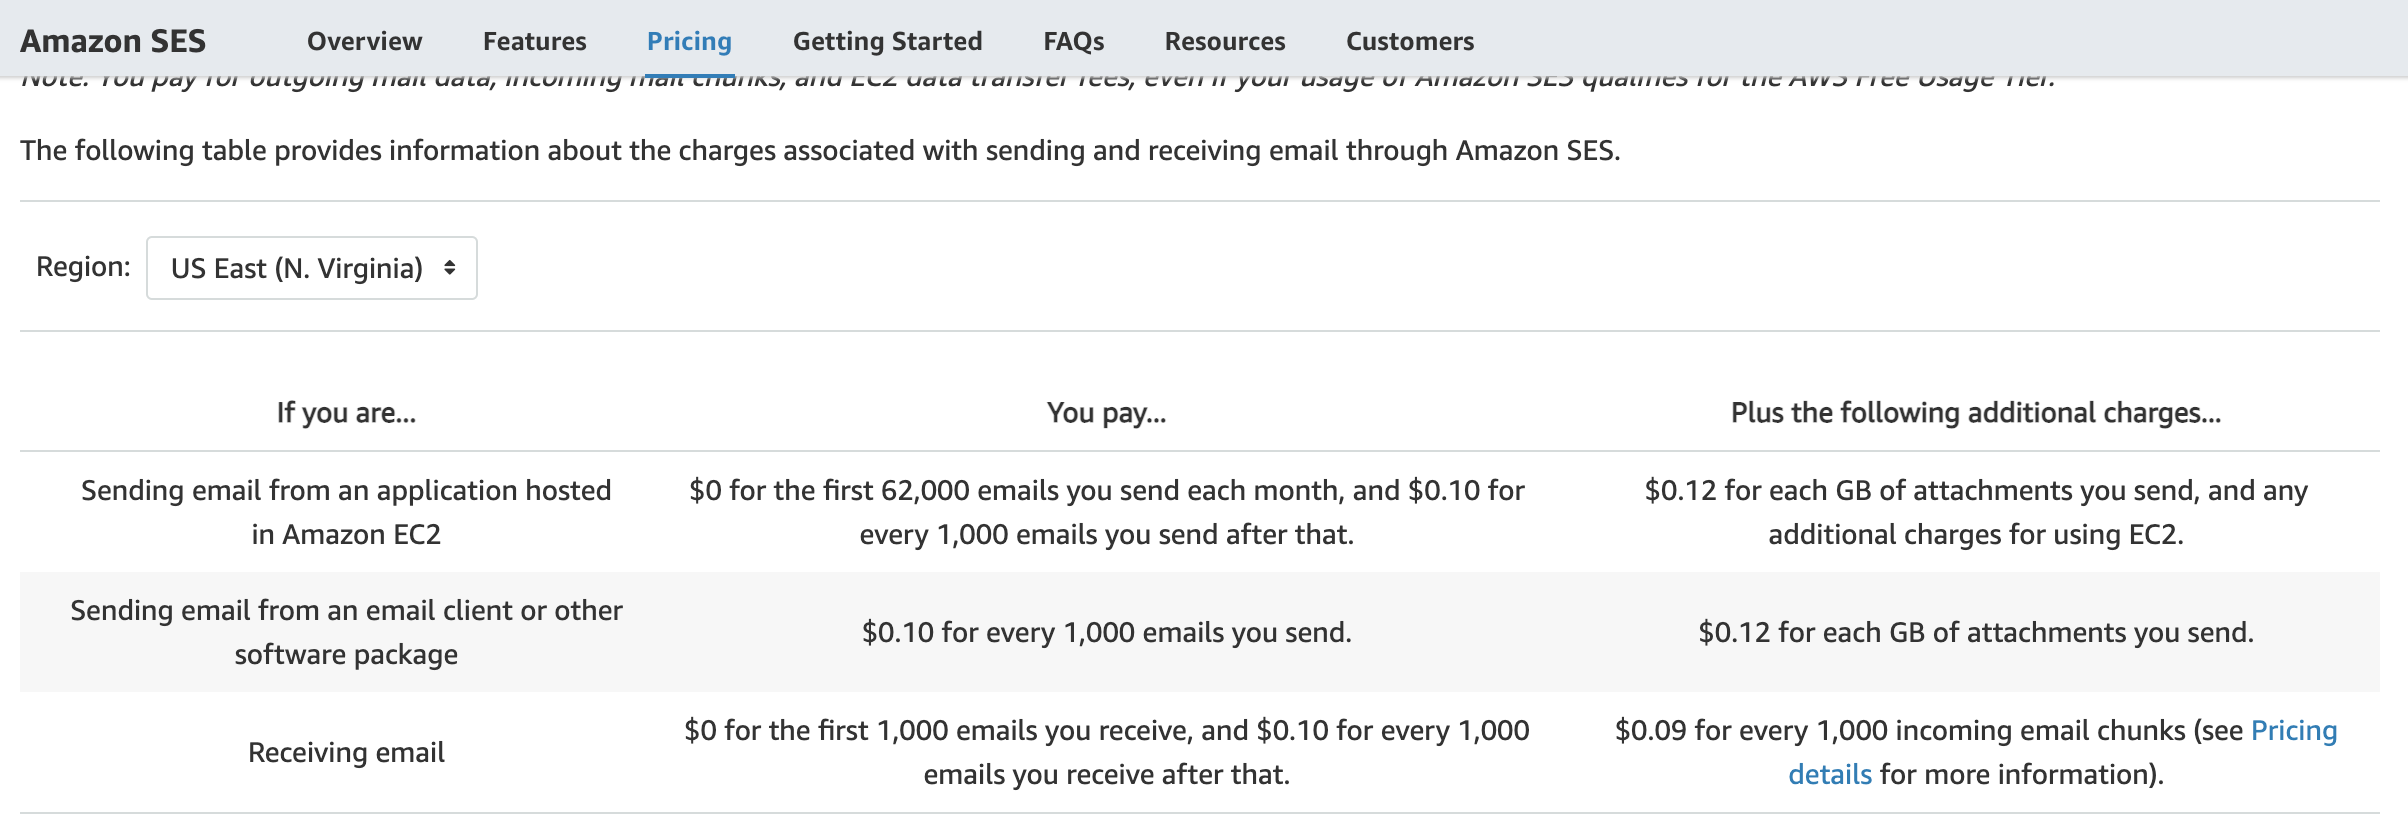 Amazon SES Overview Features Pricing Getting Started FAQs Resources Customers
Note: You pay for outgoing mail data, incoming mail chunks, and EC2 data transfer fees, even if your usage of Amazon SES qualifies for the AWS Free Usage Tier.
The following table provides information about the charges associated with sending and receiving email through Amazon SES.
Region: US East (N. Virginia)
If you are... You pay... Plus the following additional charges...
Sending email from an application hosted
in Amazon EC2
$0 for the first 62,000 emails you send each month, and $0.10 for
every 1,000 emails you send after that.
$0.12 for each GB of attachments you send, and any
additional charges for using EC2.
Sending email from an email client or other
software package
$0.10 for every 1,000 emails you send.
$0.12 for each GB of attachments you send.
Receiving email
$0 for the first 1,000 emails you receive, and $0.10 for every 1,000
emails you receive after that.
$0.09 for every 1,000 incoming email chunks (see Pricing
details for more information).